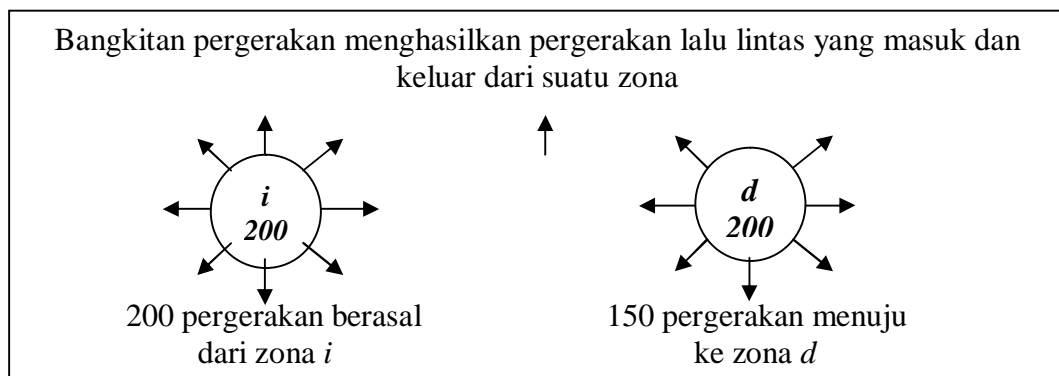 Bangkitan pergerakan menghasilkan pergerakan lalu lintas yang masuk dan
keluar dari suatu zona
i
200
d
200
200 pergerakan berasal
dari zona i
150 pergerakan menuju
ke zona d